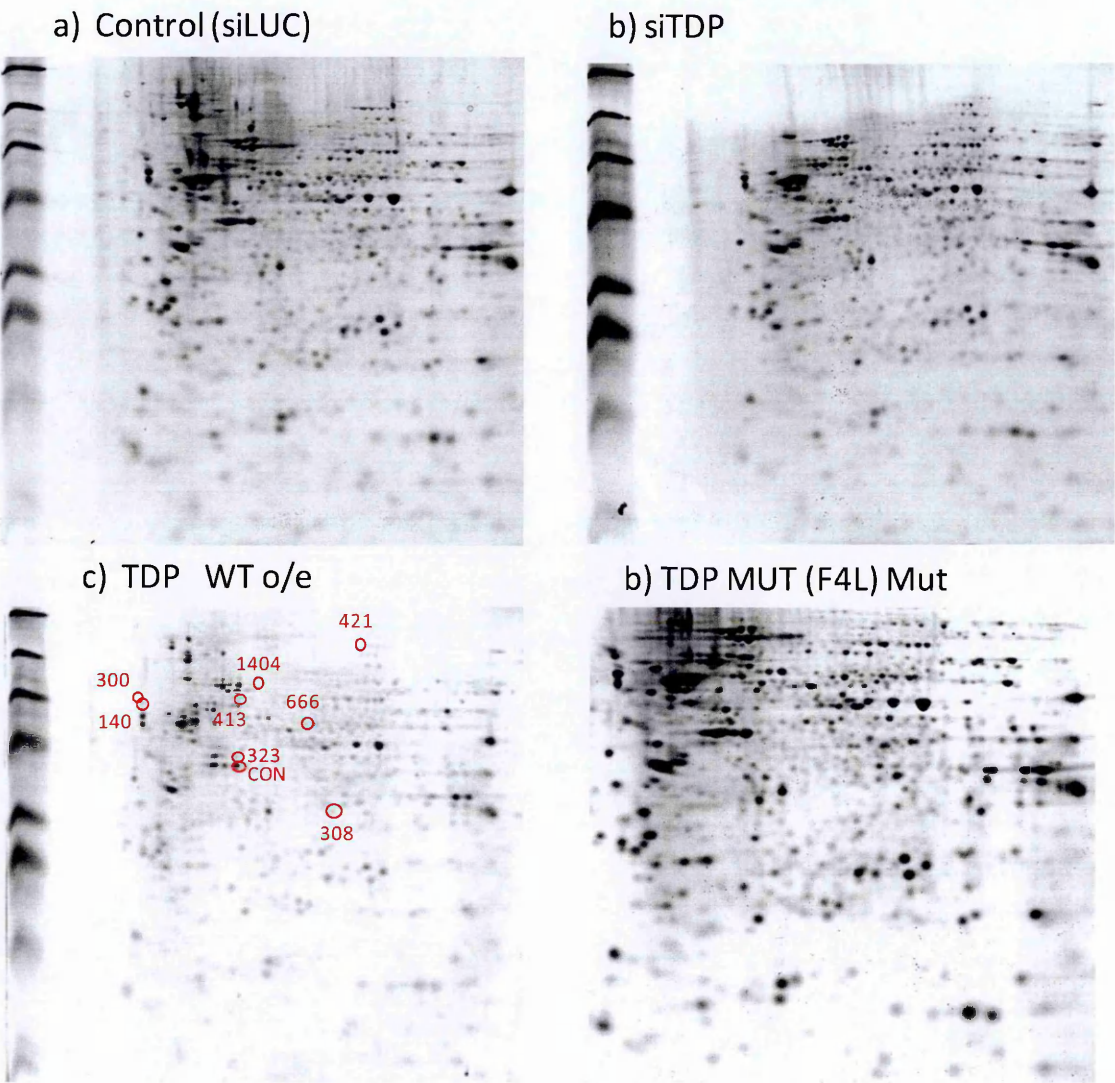 a) Control (siLUC)
b) siTDP
c) TDP WT o/e
b) TDP MUT (F4L) Mut
421
1404
300
666
140
413
323
CON
308